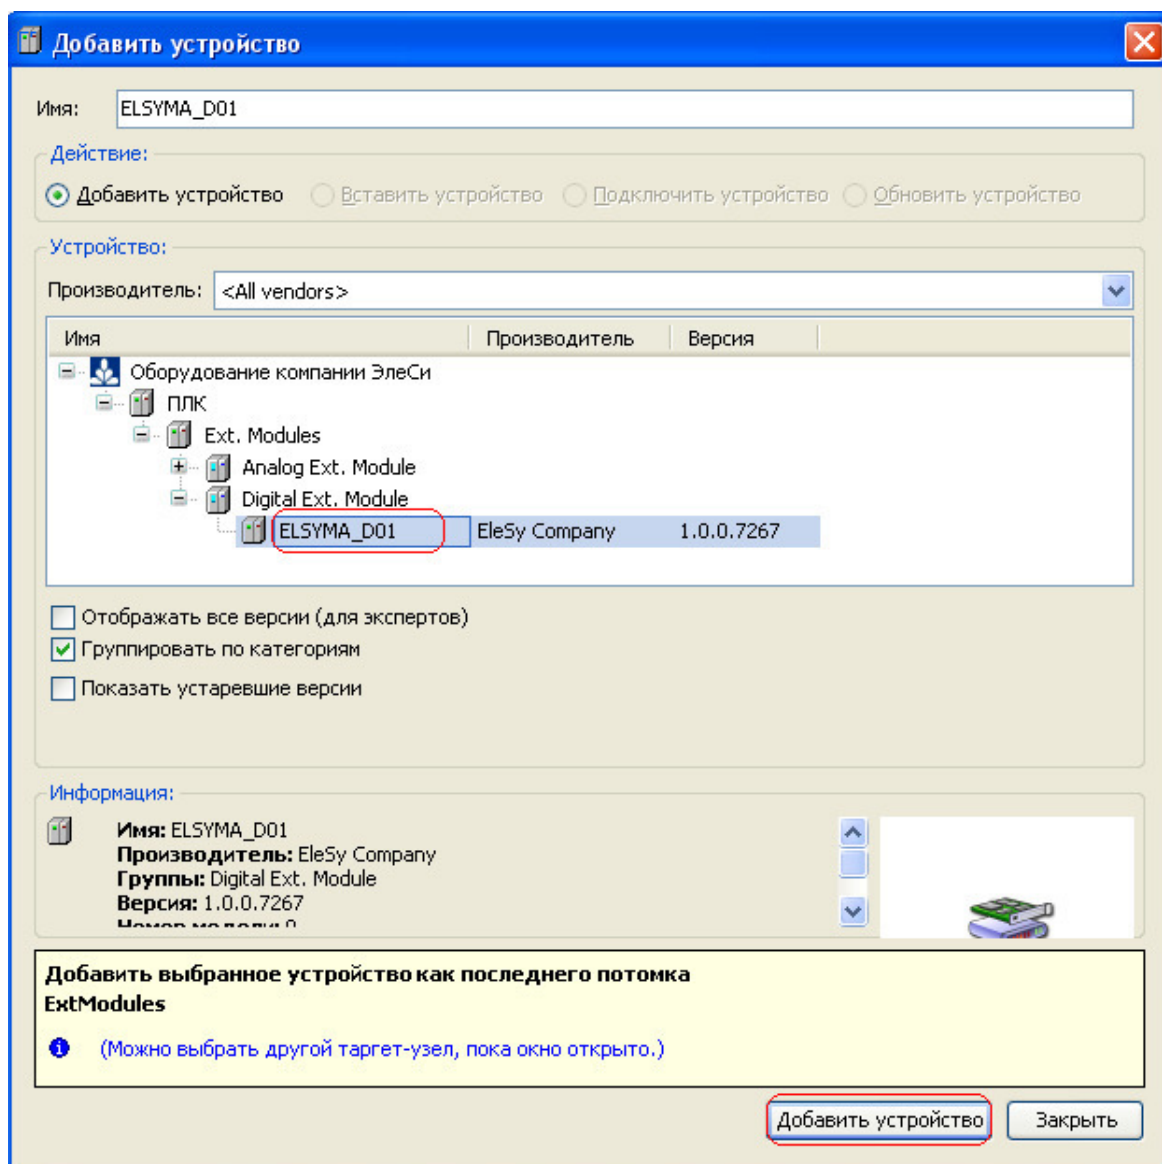 Добавить устройство
Имя: ELSYMA_D01
Действие:
Добавить устройство Вставить устройство Подключить устройство Обновить устройство
Устройство:
Производитель: <All vendors>
Имя Производитель Версия
Оборудование компании ЭлеСи
ПЛК
Ext. Modules
Analog Ext. Module
Digital Ext. Module
ELSYMA_D01 EleSy Company 1.0.0.7267
Отображать все версии (для экспертов)
Группировать по категориям
Показать устаревшие версии
Информация:
Имя: ELSYMA_D01
Производитель: EleSy Company
Группы: Digital Ext. Module
Версия: 1.0.0.7267
Номер модели: 0
Добавить выбранное устройство как последнего потомка
ExtModules
(Можно выбрать другой таргет-узел, пока окно открыто.)
Добавить устройство Закрыть